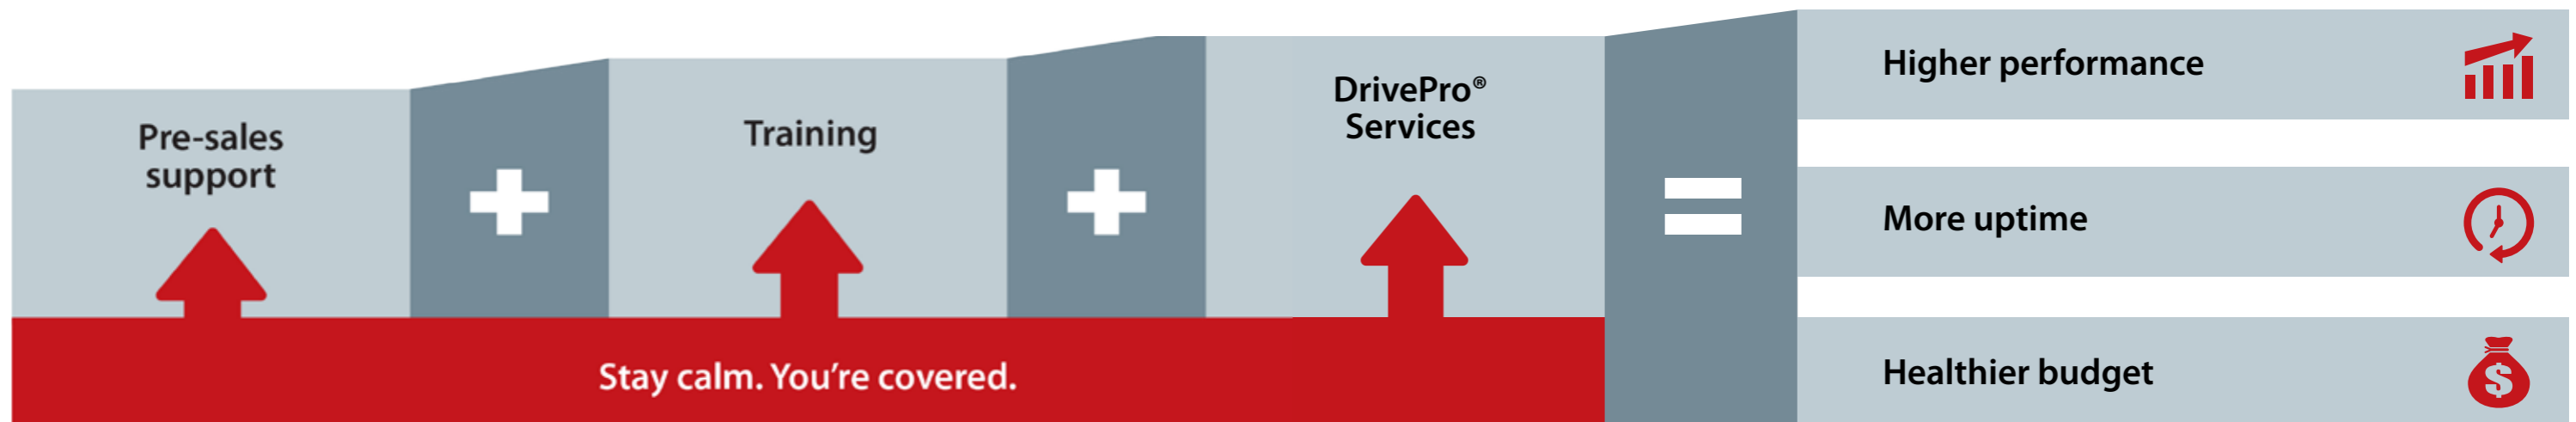 Pre-sales
support
Training
DrivePro®
Services
Higher performance
More uptime
Healthier budget
$
Stay calm. You’re covered.